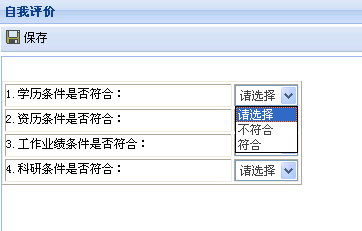 自我评价
保存
1.学历条件是否符合： 请选择
2.资历条件是否符合： 请选择
不符合
3.工作业绩条件是否符合： 符合
4.科研条件是否符合： 请选择